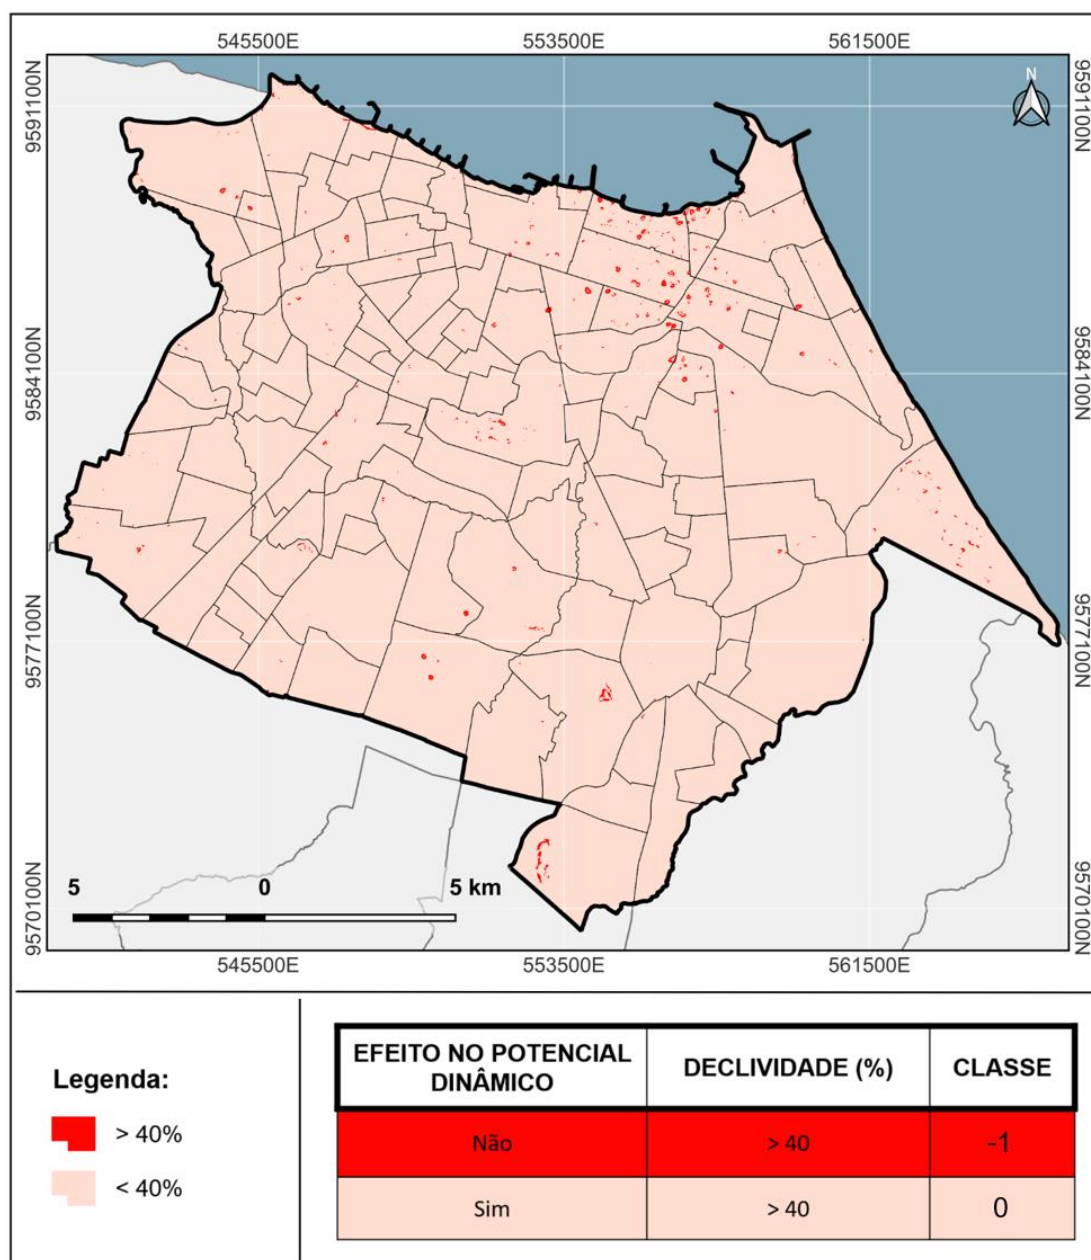 545500E 553500E 561500E
N
9591100N 9591100N
9584100N 9584100N
9577100N 9577100N
9570100N 9570100N
5 0 5 km
545500E 553500E 561500E
Legenda:
> 40%
< 40%
EFEITO NO POTENCIAL
DINÂMICO
DECLIVIDADE (%)
CLASSE
Não > 40 -1
Sim > 40 0